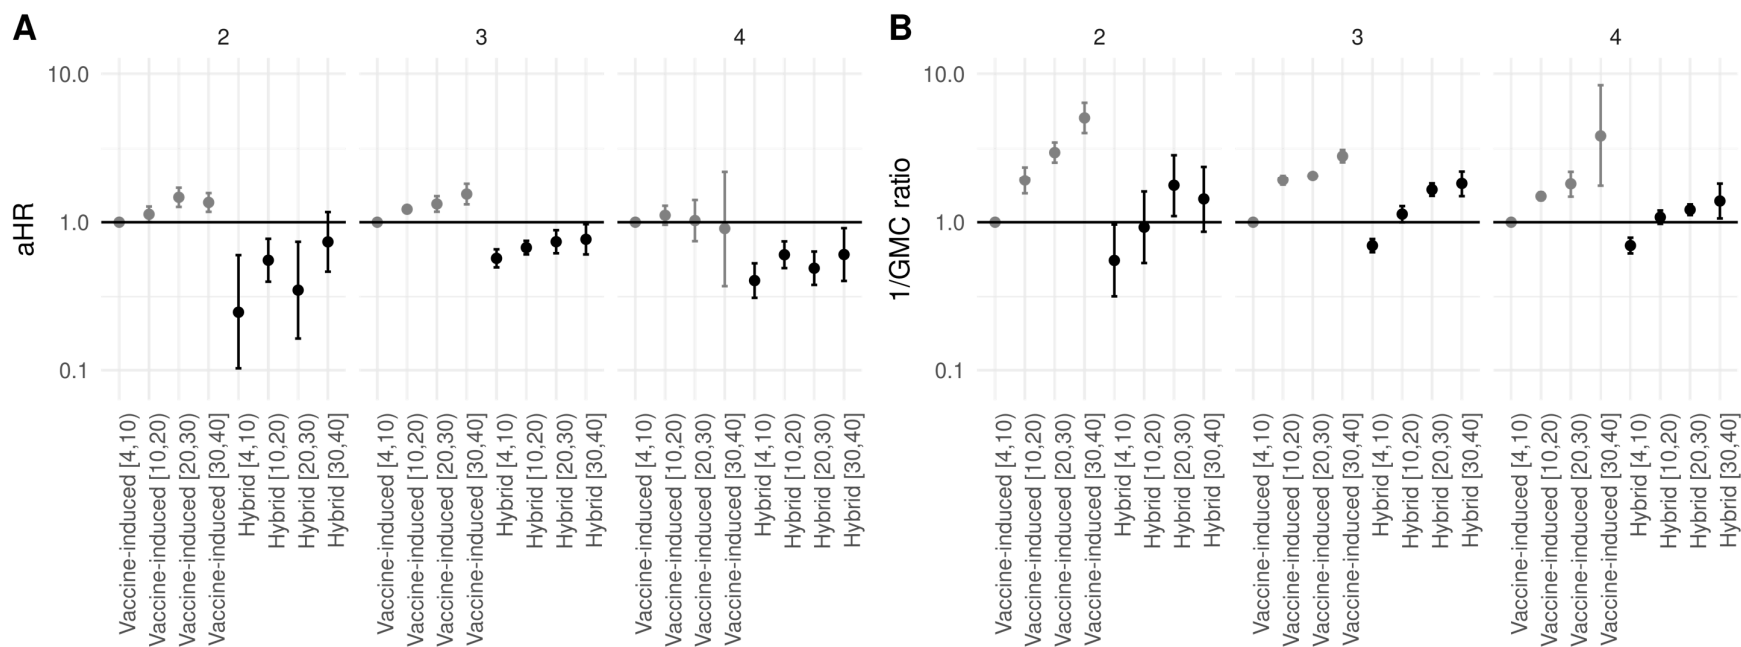 A
2
3
4
10.0
1.0
0.1
aHR
Vaccine-induced [4,10)
Vaccine-induced [10,20)
Vaccine-induced [20,30)
Vaccine-induced [30,40]
Hybrid [4,10)
Hybrid [10,20)
Hybrid [20,30)
Hybrid [30,40]
Vaccine-induced [4,10)
Vaccine-induced [10,20)
Vaccine-induced [20,30)
Vaccine-induced [30,40]
Hybrid [4,10)
Hybrid [10,20)
Hybrid [20,30)
Hybrid [30,40]
Vaccine-induced [4,10)
Vaccine-induced [10,20)
Vaccine-induced [20,30)
Vaccine-induced [30,40]
Hybrid [4,10)
Hybrid [10,20)
Hybrid [20,30)
Hybrid [30,40]
B
2
3
4
10.0
1.0
0.1
1/GMC ratio
Vaccine-induced [4,10)
Vaccine-induced [10,20)
Vaccine-induced [20,30)
Vaccine-induced [30,40]
Hybrid [4,10)
Hybrid [10,20)
Hybrid [20,30)
Hybrid [30,40]
Vaccine-induced [4,10)
Vaccine-induced [10,20)
Vaccine-induced [20,30)
Vaccine-induced [30,40]
Hybrid [4,10)
Hybrid [10,20)
Hybrid [20,30)
Hybrid [30,40]
Vaccine-induced [4,10)
Vaccine-induced [10,20)
Vaccine-induced [20,30)
Vaccine-induced [30,40]
Hybrid [4,10)
Hybrid [10,20)
Hybrid [20,30)
Hybrid [30,40]